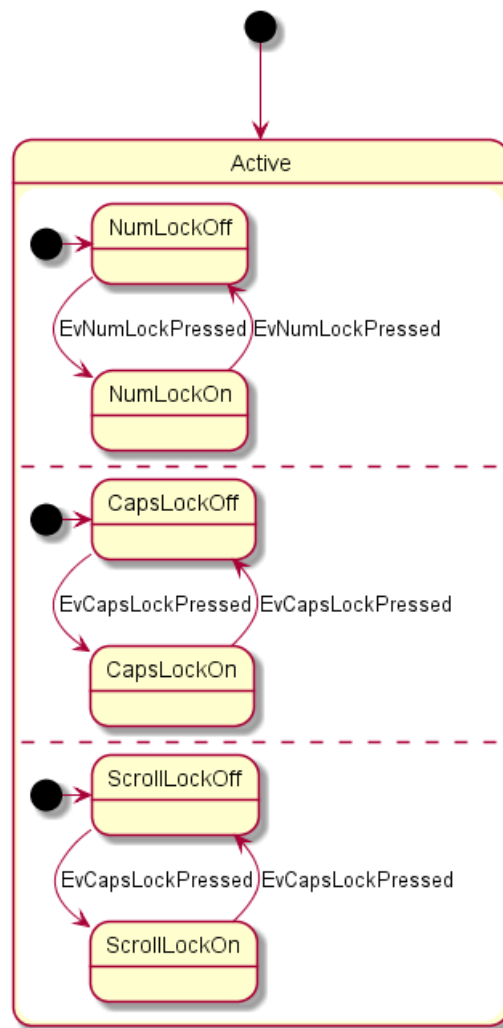 Active
NumLockOff
EvNumLockPressed EvNumLockPressed
NumLockOn
CapsLockOff
EvCapsLockPressed EvCapsLockPressed
CapsLockOn
ScrollLockOff
EvCapsLockPressed EvCapsLockPressed
ScrollLockOn